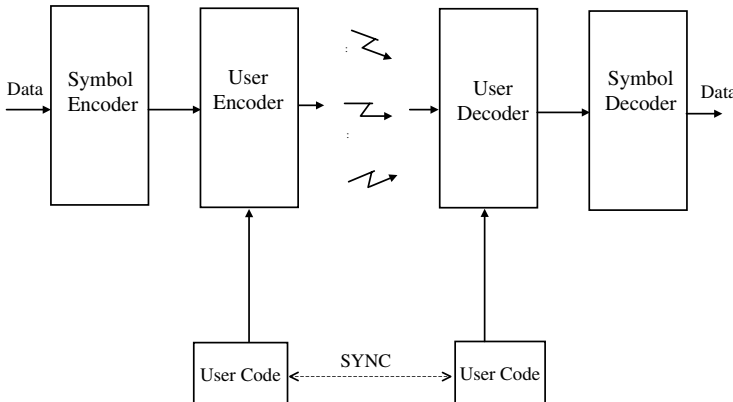 Data
Symbol
Encoder
User
Encoder
:
:
User
Decoder
Symbol
Decoder
Data
User Code
SYNC
User Code